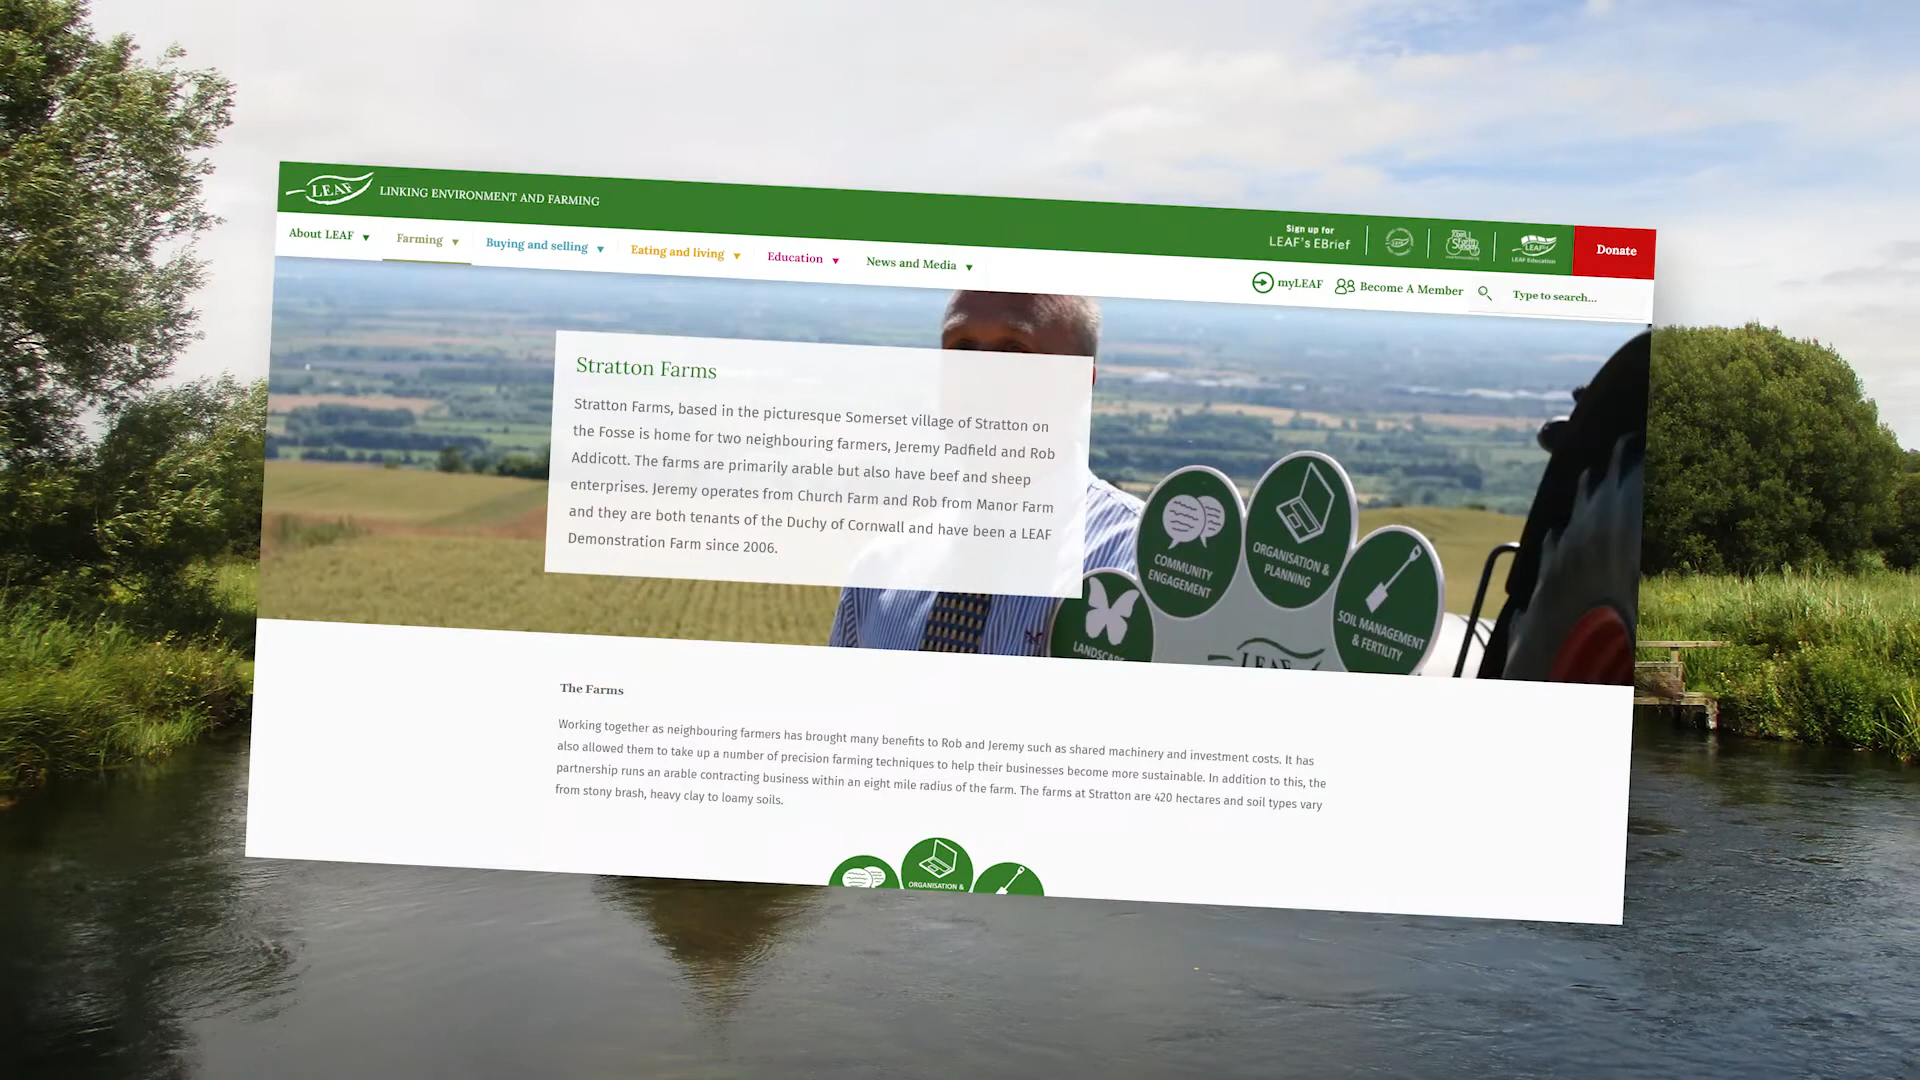 LEAF
LINKING ENVIRONMENT AND FARMING
Sign up for
LEAF's EBrief
LEAF Education
Donate
About LEAF
Farming
Buying and selling
Eating and living
Education
News and Media
myLEAF
Become A Member
Type to search...
Stratton Farms
Stratton Farms, based in the picturesque Somerset village of Stratton on
the Fosse is home for two neighbouring farmers, Jeremy Padfield and Rob
Addicott. The farms are primarily arable but also have beef and sheep
enterprises. Jeremy operates from Church Farm and Rob from Manor Farm
and they are both tenants of the Duchy of Cornwall and have been a LEAF
Demonstration Farm since 2006.
COMMUNITY
ENGAGEMENT
ORGANISATION &
PLANNING
SOIL MANAGEMENT
& FERTILITY
LEAF
The Farms
Working together as neighbouring farmers has brought many benefits to Rob and Jeremy such as shared machinery and investment costs. It has
also allowed them to take up a number of precision farming techniques to help their businesses become more sustainable. In addition to this, the
partnership runs an arable contracting business within an eight mile radius of the farm. The farms at Stratton are 420 hectares and soil types vary
from stony brash, heavy clay to loamy soils.
ORGANISATION &